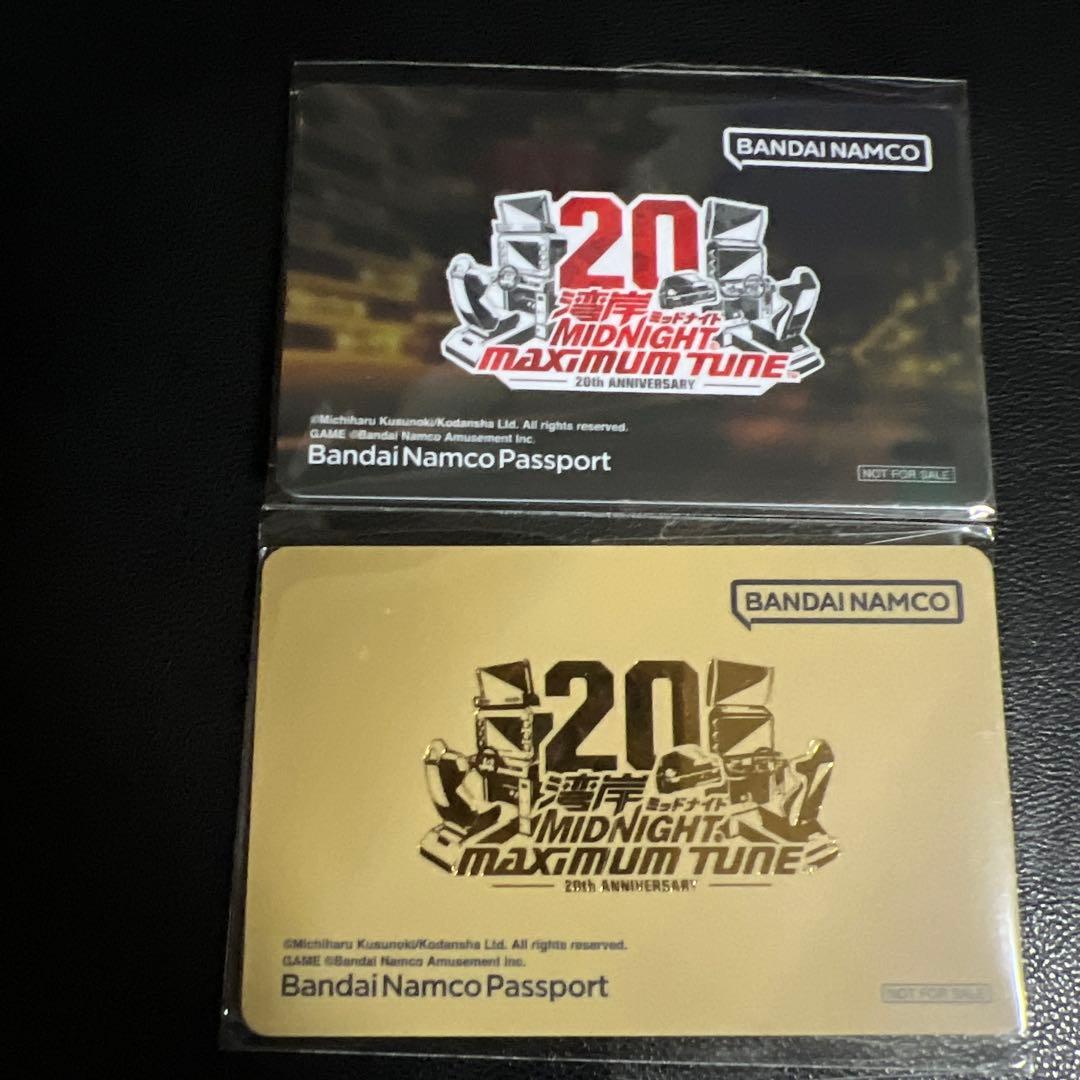 BANDAI NAMCO
20
湾岸ミッドナイト
MIDNIGHT
MAXIMUM TUNE™
20th ANNIVERSARY
©Michiharu Kusunoki/Kodansha Ltd. All rights reserved.
GAME ©Bandai Namco Amusement Inc.
Bandai Namco Passport
NOT FOR SALE
BANDAI NAMCO
20
湾岸ミッドナイト
MIDNIGHT
MAXIMUM TUNE
20th ANNIVERSARY
©Michiharu Kusunoki/Kodansha Ltd. All rights reserved.
GAME ©Bandai Namco Amusement Inc.
Bandai Namco Passport
NOT FOR SALE